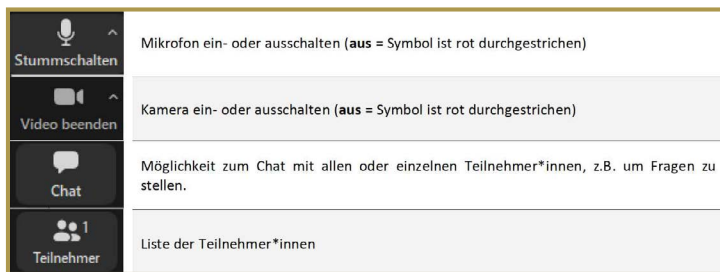 Stummschalten
Mikrofon ein- oder ausschalten (aus = Symbol ist rot durchgestrichen)
Video beenden
Kamera ein- oder ausschalten (aus = Symbol ist rot durchgestrichen)
Chat
Möglichkeit zum Chat mit allen oder einzelnen Teilnehmer*innen, z.B. um Fragen zu
stellen.
1
Teilnehmer
Liste der Teilnehmer*innen